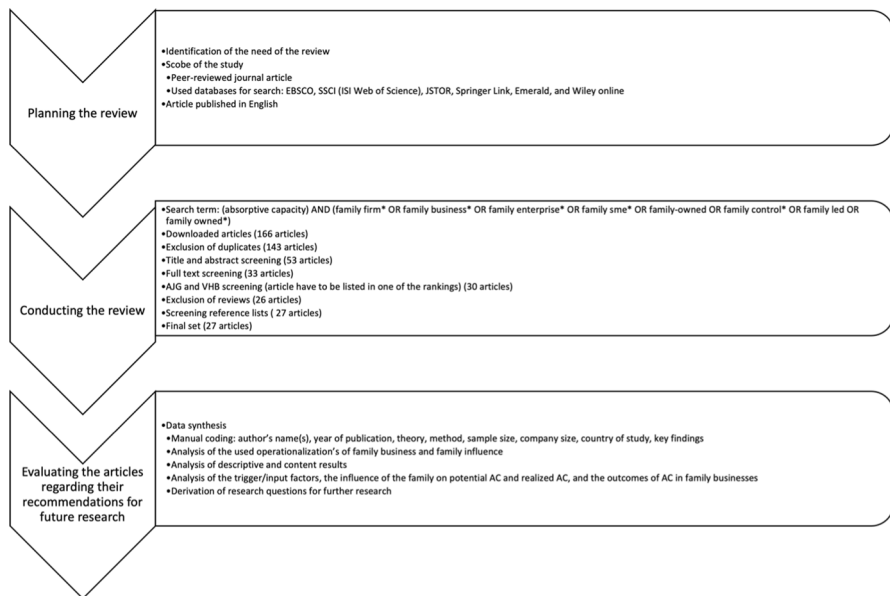 Planning the review
•Identification of the need of the review
•Scobe of the study
•Peer-reviewed journal article
•Used databases for search: EBSCO, SSCI (ISI Web of Science), JSTOR, Springer Link, Emerald, and Wiley online
•Article published in English
Conducting the review
•Search term: (absorptive capacity) AND (family firm* OR family business* OR family enterprise* OR family sme* OR family-owned OR family control* OR family led OR
family owned*)
•Downloaded articles (166 articles)
•Exclusion of duplicates (143 articles)
•Title and abstract screening (53 articles)
•Full text screening (33 articles)
•AJG and VHB screening (article have to be listed in one of the rankings) (30 articles)
•Exclusion of reviews (26 articles)
•Screening reference lists ( 27 articles)
•Final set (27 articles)
Evaluating the articles
regarding their
recommendations for
future research
•Data synthesis
•Manual coding: author's name(s), year of publication, theory, method, sample size, company size, country of study, key findings
•Analysis of the used operationalization's of family business and family influence
•Analysis of descriptive and content results
•Analysis of the trigger/input factors, the influence of the family on potential AC and realized AC, and the outcomes of AC in family businesses
•Derivation of research questions for further research